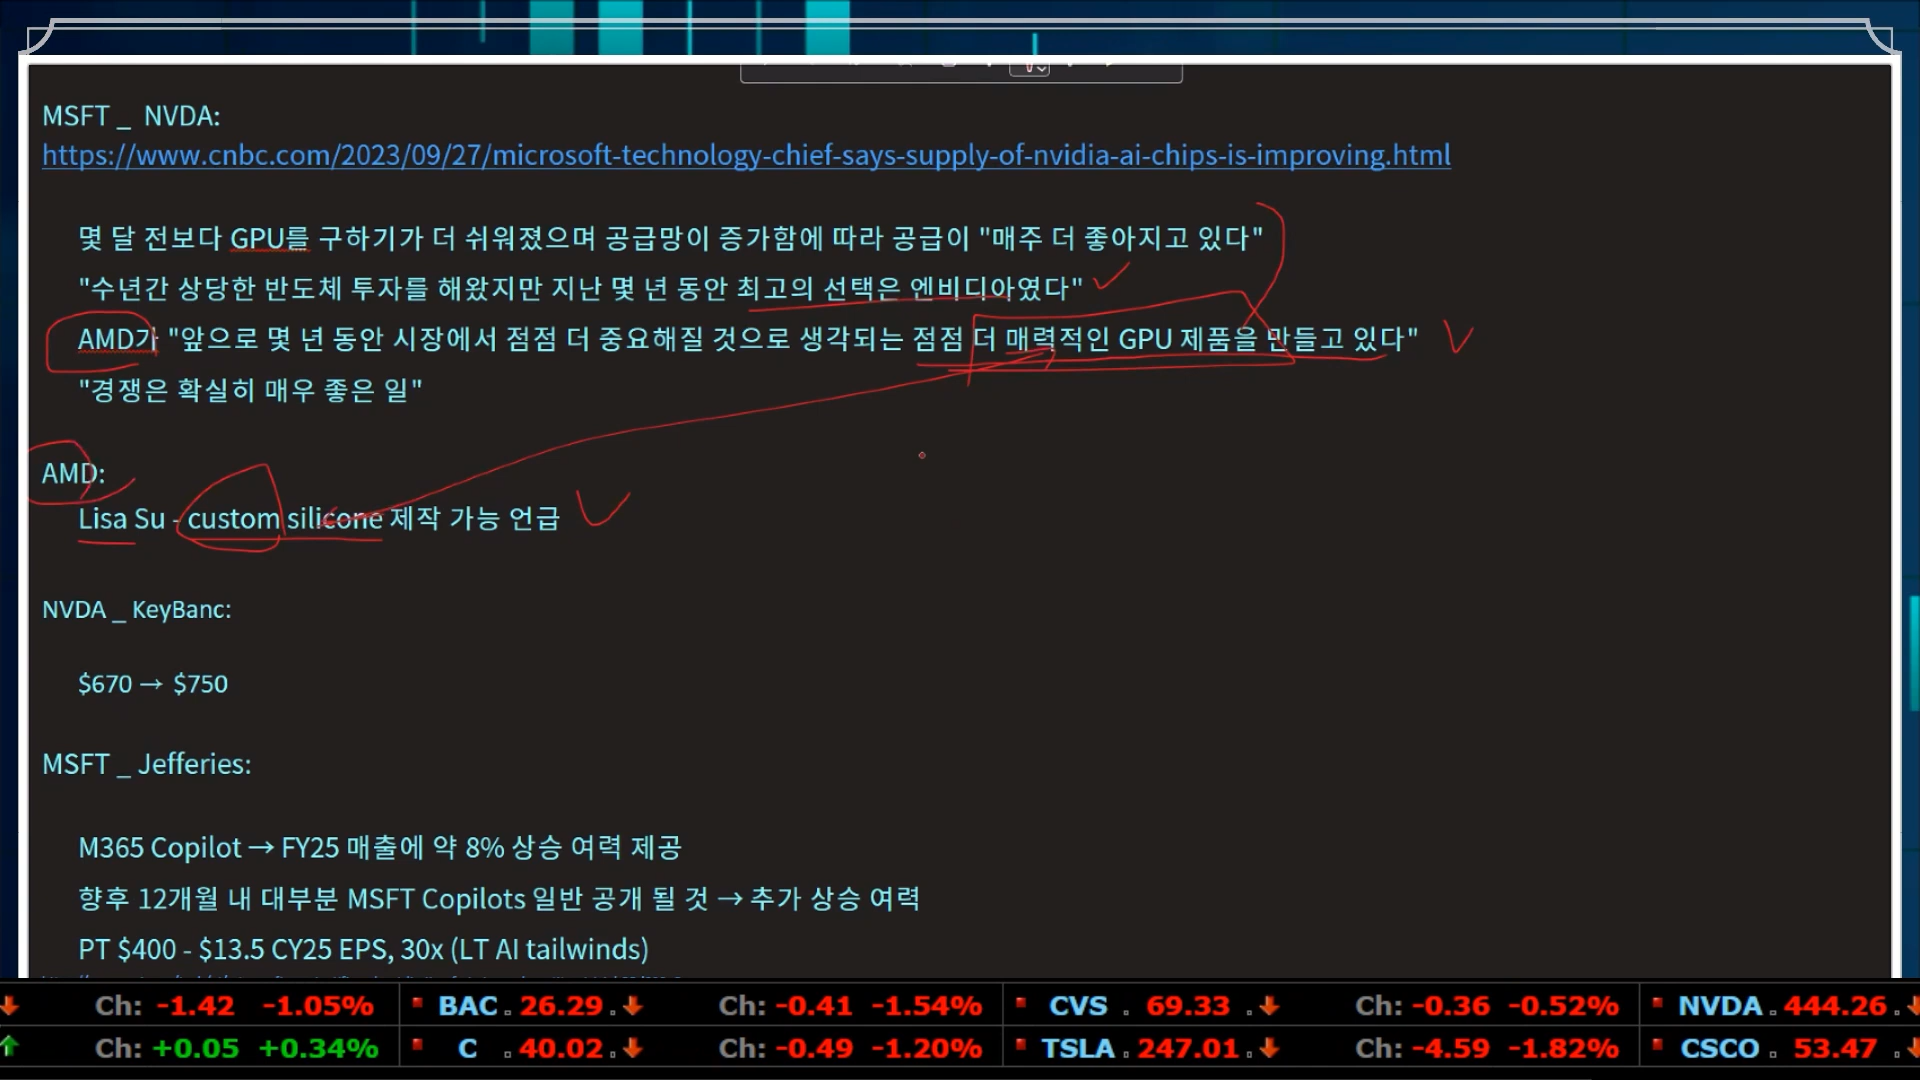 MSFT _ NVDA:
https://www.cnbc.com/2023/09/27/microsoft-technology-chief-says-supply-of-nvidia-ai-chips-is-improving.html
몇 달 전보다 GPU를 구하기가 더 쉬워졌으며 공급망이 증가함에 따라 공급이 "매주 더 좋아지고 있다"
"수년간 상당한 반도체 투자를 해왔지만 지난 몇 년 동안 최고의 선택은 엔비디아였다"
AMD가 "앞으로 몇 년 동안 시장에서 점점 더 중요해질 것으로 생각되는 점점 더 매력적인 GPU 제품을 만들고 있다"
"경쟁은 확실히 매우 좋은 일"
AMD:
Lisa Su - custom silicone 제작 가능 언급
NVDA _ KeyBanc:
$670 → $750
MSFT _ Jefferies:
M365 Copilot → FY25 매출에 약 8% 상승 여력 제공
향후 12개월 내 대부분 MSFT Copilots 일반 공개 될 것 → 추가 상승 여력
PT $400 - $13.5 CY25 EPS, 30x (LT AI tailwinds)
Ch: -1.42 -1.05% BAC . 26.29 . Ch: -0.41 -1.54% CVS . 69.33 . Ch: -0.36 -0.52% NVDA . 444.26 .
Ch: +0.05 +0.34% C . 40.02 . Ch: -0.49 -1.20% TSLA . 247.01 . Ch: -4.59 -1.82% CSCO . 53.47 .